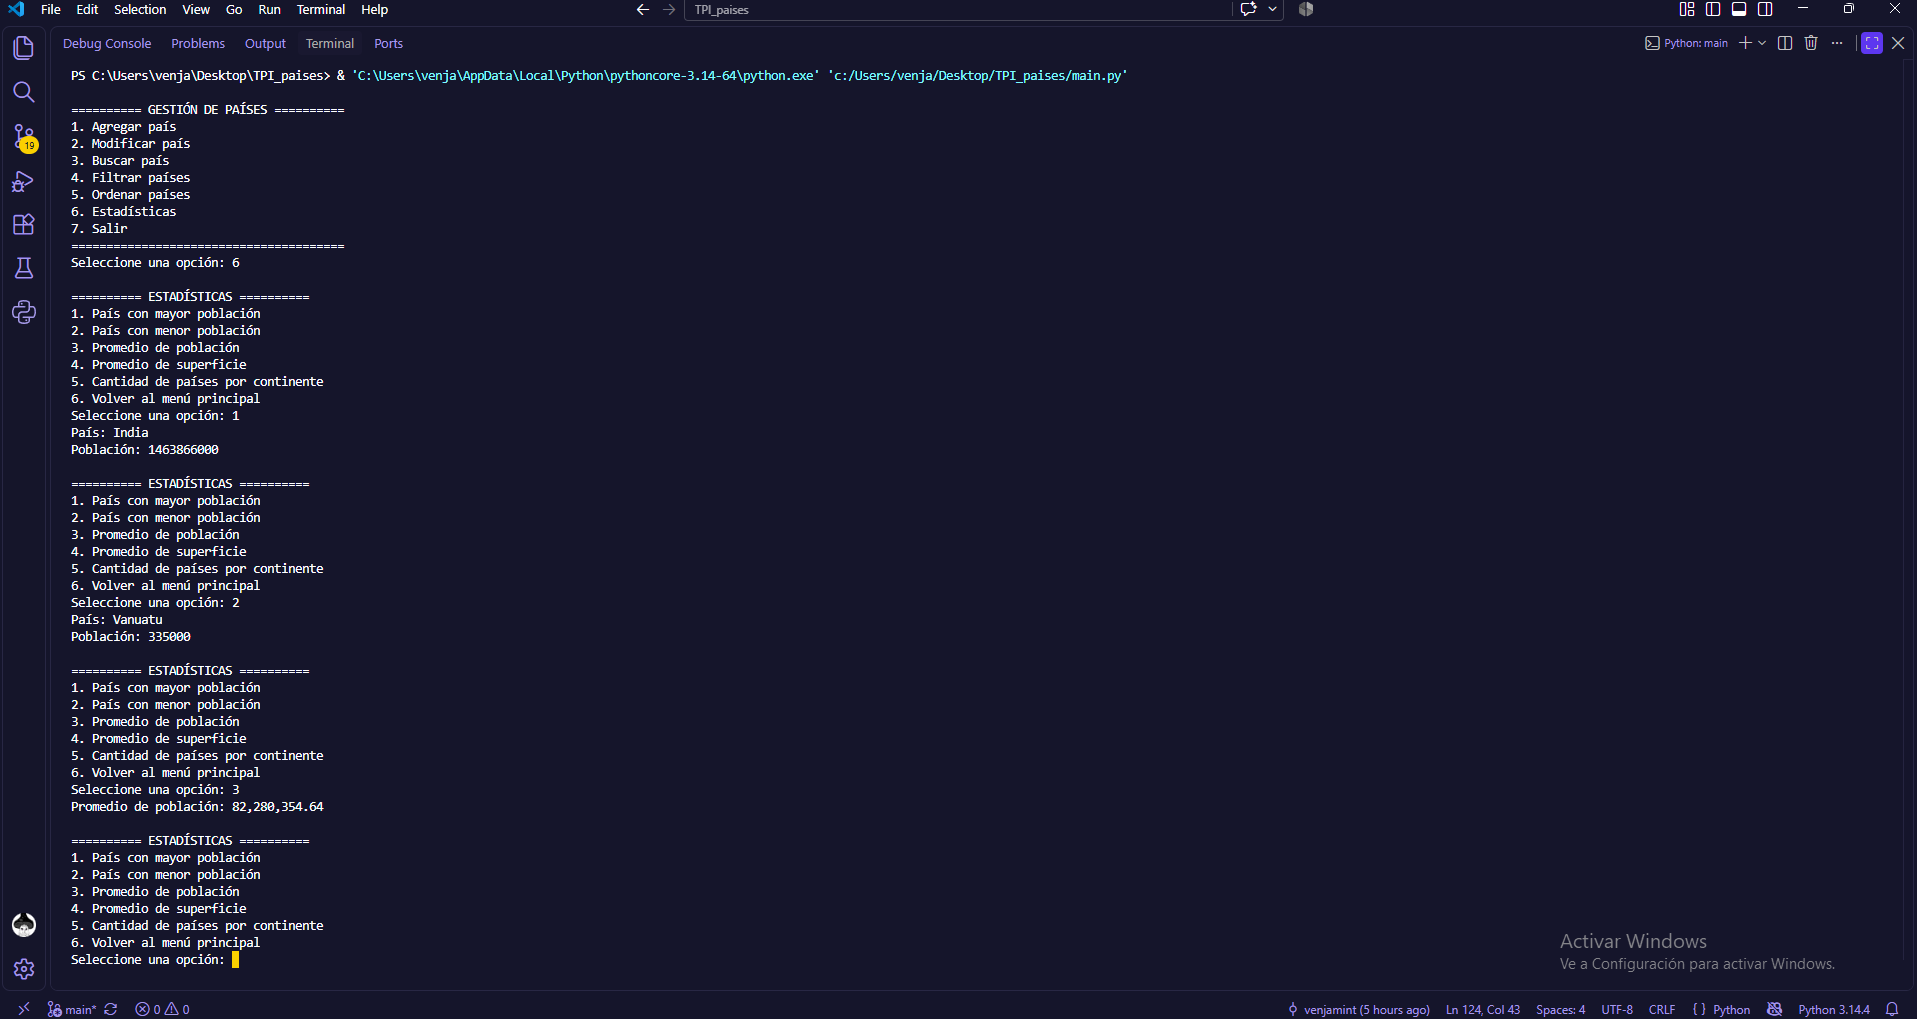 File Edit Selection View Go Run Terminal Help
TPI_paises
Debug Console Problems Output Terminal Ports
Python: main
PS C:\Users\venja\Desktop\TPI_paises> & 'C:\Users\venja\AppData\Local\Python\pythoncore-3.14-64\python.exe' 'c:/Users/venja/Desktop/TPI_paises/main.py'
========== GESTIÓN DE PAÍSES ==========
1. Agregar país
2. Modificar país
3. Buscar país
4. Filtrar países
5. Ordenar países
6. Estadísticas
7. Salir
=======================================
Seleccione una opción: 6
========== ESTADÍSTICAS ==========
1. País con mayor población
2. País con menor población
3. Promedio de población
4. Promedio de superficie
5. Cantidad de países por continente
6. Volver al menú principal
Seleccione una opción: 1
País: India
Población: 1463866000
========== ESTADÍSTICAS ==========
1. País con mayor población
2. País con menor población
3. Promedio de población
4. Promedio de superficie
5. Cantidad de países por continente
6. Volver al menú principal
Seleccione una opción: 2
País: Vanuatu
Población: 335000
========== ESTADÍSTICAS ==========
1. País con mayor población
2. País con menor población
3. Promedio de población
4. Promedio de superficie
5. Cantidad de países por continente
6. Volver al menú principal
Seleccione una opción: 3
Promedio de población: 82,280,354.64
========== ESTADÍSTICAS ==========
1. País con mayor población
2. País con menor población
3. Promedio de población
4. Promedio de superficie
5. Cantidad de países por continente
6. Volver al menú principal
Seleccione una opción:
19
Activar Windows
Ve a Configuración para activar Windows.
main* 0 0 venjamint (5 hours ago) Ln 124, Col 43 Spaces: 4 UTF-8 CRLF { } Python Python 3.14.4